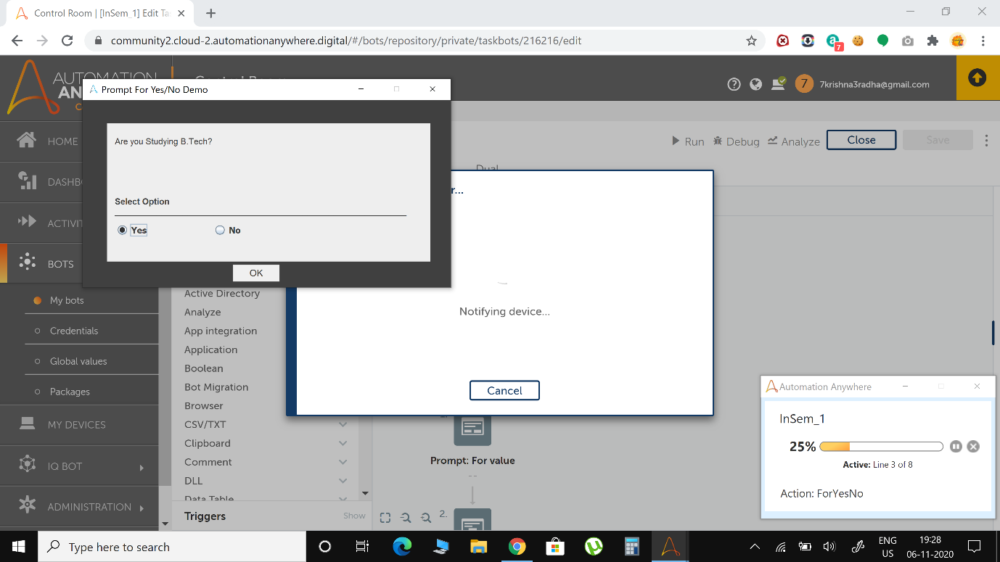 Control Room | [InSem_1] Edit Ta
community2.cloud-2.automationanywhere.digital/#/bots/repository/private/taskbots/216216/edit
7
AUTOMATION
AN
C
7
7krishna3radha@gmail.com
Prompt For Yes/No Demo
Are you Studying B.Tech?
Select Option
Yes
No
OK
HOME
DASHB
ACTIVIT
BOTS
My bots
Credentials
Global values
Packages
MY DEVICES
IQ BOT
ADMINISTRATION
Run
Debug
Analyze
Close
Save
Dual
r...
Notifying device...
Cancel
Active Directory
Analyze
App integration
Application
Boolean
Bot Migration
Browser
CSV/TXT
Clipboard
Comment
DLL
Data Table
Triggers
Show
Prompt: For value
--
2.
Automation Anywhere
InSem_1
25%
Active: Line 3 of 8
Action: ForYesNo
Type here to search
ENG
US
19:28
06-11-2020